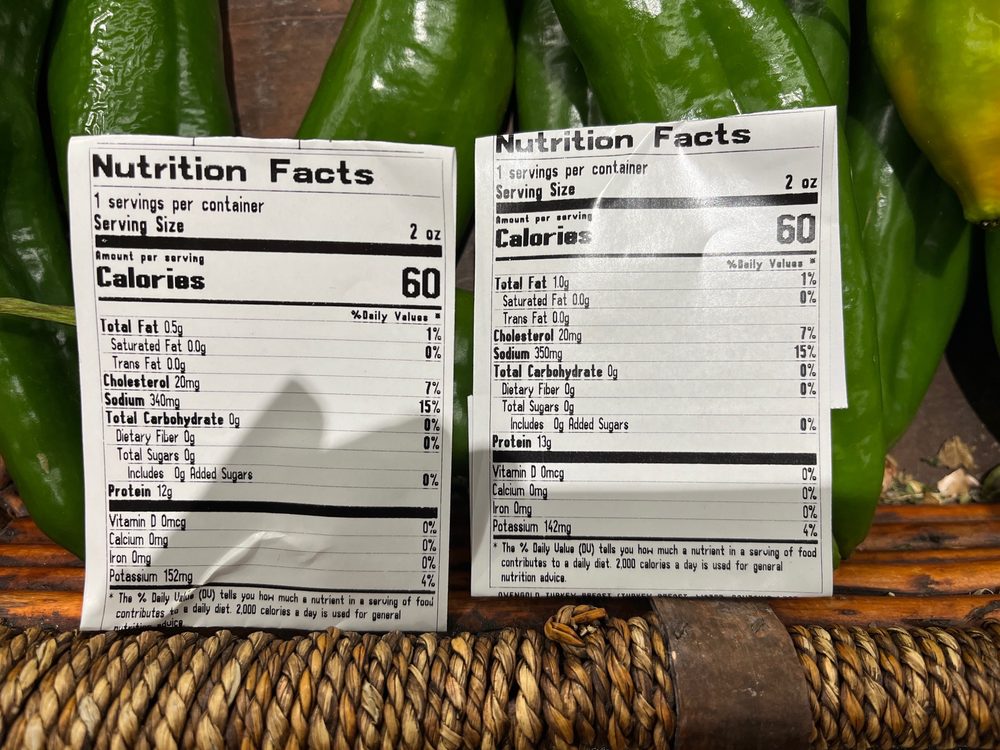 Nutrition Facts
1 servings per container
Serving Size 2 oz
Amount per serving
Calories 60
%Daily Values *
Total Fat 0.5g 1%
Saturated Fat 0.0g 0%
Trans Fat 0.0g
Cholesterol 20mg 7%
Sodium 340mg 15%
Total Carbohydrate 0g 0%
Dietary Fiber 0g 0%
Total Sugars 0g
Includes 0g Added Sugars 0%
Protein 12g
Vitamin D 0mcg 0%
Calcium 0mg 0%
Iron 0mg 0%
Potassium 152mg 4%
* The % Daily Value (DV) tells you how much a nutrient in a serving of food
contributes to a daily diet. 2,000 calories a day is used for general
nutrition advice.
Nutrition Facts
1 servings per container
Serving Size 2 oz
Amount per serving
Calories 60
%Daily Values *
Total Fat 1.0g 1%
Saturated Fat 0.0g 0%
Trans Fat 0.0g
Cholesterol 20mg 7%
Sodium 350mg 15%
Total Carbohydrate 0g 0%
Dietary Fiber 0g 0%
Total Sugars 0g
Includes 0g Added Sugars 0%
Protein 13g
Vitamin D 0mcg 0%
Calcium 0mg 0%
Iron 0mg 0%
Potassium 142mg 4%
* The % Daily Value (DV) tells you how much a nutrient in a serving of food
contributes to a daily diet. 2,000 calories a day is used for general
nutrition advice.
OVENGOLD TURKEY BREAST (TURKEY BREAST, WATER,